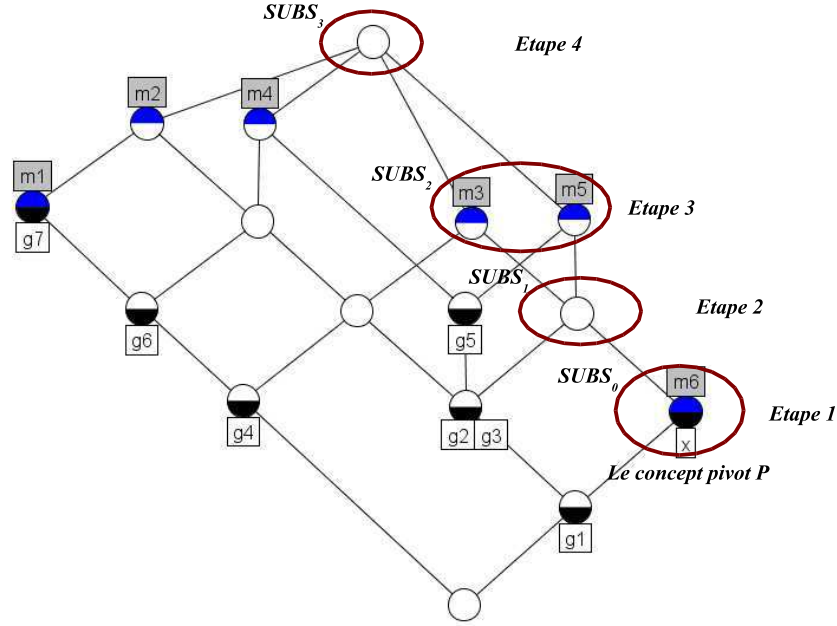 SUBS3
Etape 4
m2
m4
m1
SUBS2
m3
m5
Etape 3
g7
SUBS1
Etape 2
g6
g5
SUBS0
m6
Etape 1
g4
g2
g3
x
Le concept pivot P
g1